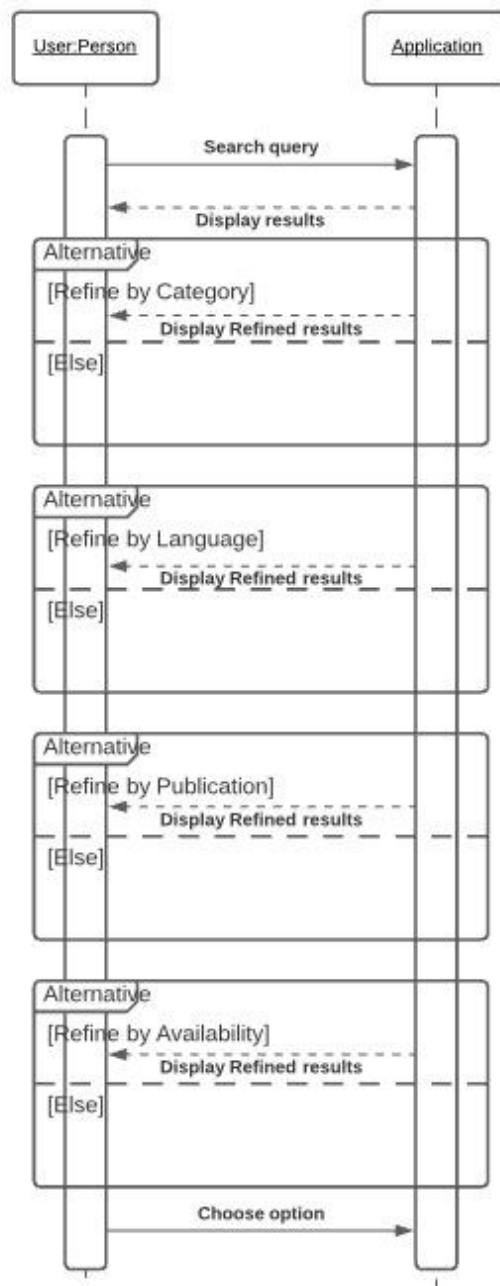 User:Person
Application
Search query
Display results
Alternative
[Refine by Category]
Display Refined results
[Else]
Alternative
[Refine by Language]
Display Refined results
[Else]
Alternative
[Refine by Publication]
Display Refined results
[Else]
Alternative
[Refine by Availability]
Display Refined results
[Else]
Choose option